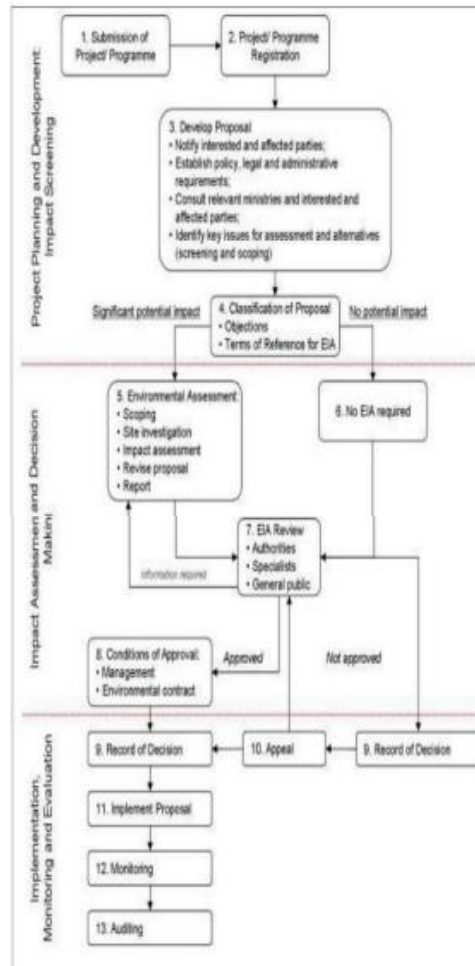 Project Planning and Development:
Impact Screening
1. Submission of
Project/ Programme
2. Project/ Programme
Registration
3. Develop Proposal
• Notify interested and affected parties;
• Establish policy, legal and administrative
requirements;
• Consult relevant ministries and interested and
affected parties;
• Identify key issues for assessment and alternatives
(screening and scoping)
Significant potential impact
4. Classification of Proposal
• Objections
• Terms of Reference for EIA
No potential impact
Impact Assessmen and Decision
Makini
5. Environmental Assessment:
• Scoping
• Site investigation
• Impact assessment
• Revise proposal
• Report
6. No EIA required
7. EIA Review
• Authorities
• Specialists
• General public
Information required
8. Conditions of Approval:
• Management
• Environmental contract
Approved
Not approved
Implementation,
Monitoring and Evaluation
9. Record of Decision
10. Appeal
9. Record of Decision
11. Implement Proposal
12. Monitoring
13. Auditing